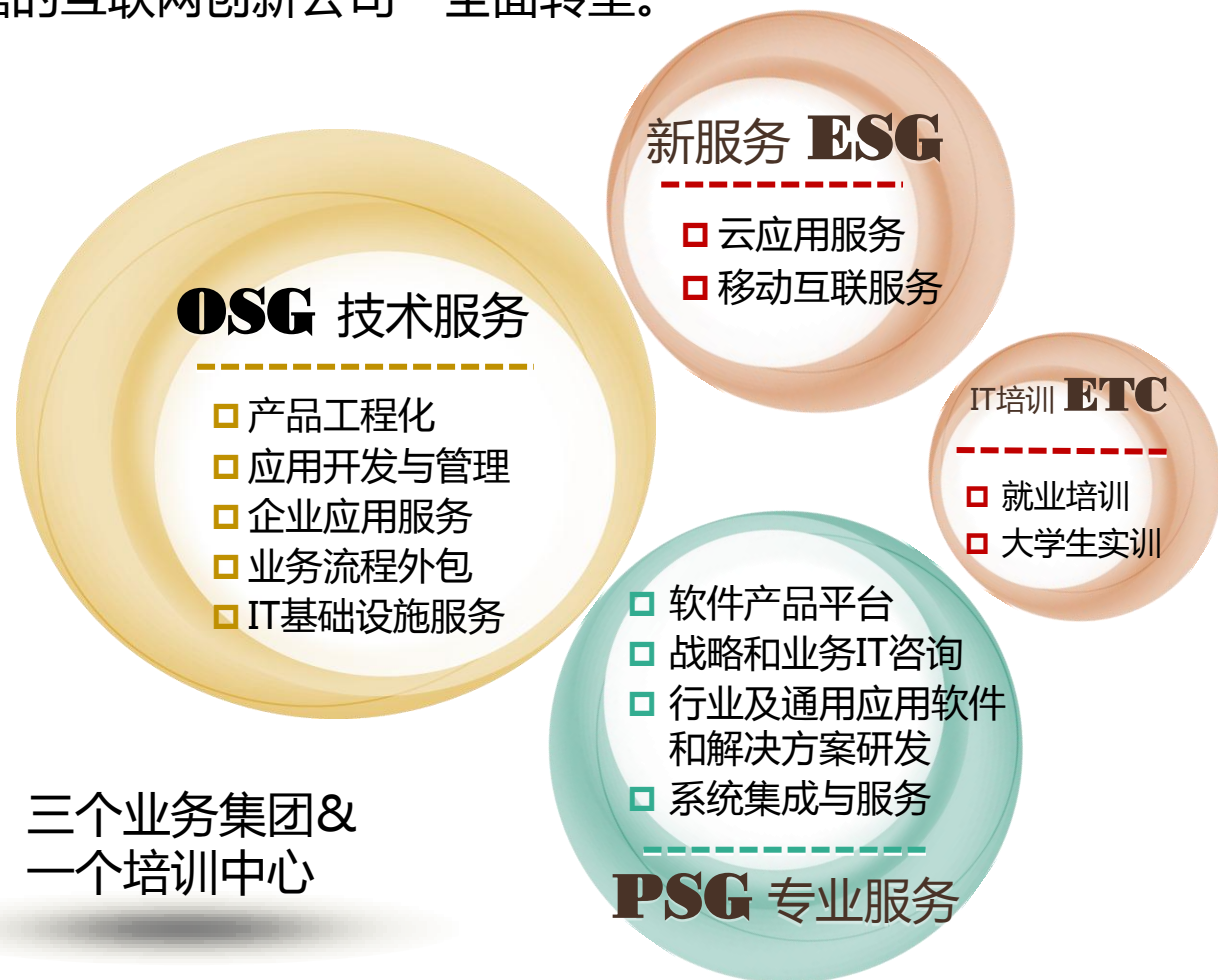 的互联网创新公司"全面转型。
新服务 ESG
云应用服务
移动互联服务
OSG 技术服务
产品工程化
应用开发与管理
企业应用服务
业务流程外包
IT基础设施服务
IT培训 ETC
就业培训
大学生实训
软件产品平台
战略和业务IT咨询
行业及通用应用软件
和解决方案研发
系统集成与服务
PSG 专业服务
三个业务集团&
一个培训中心